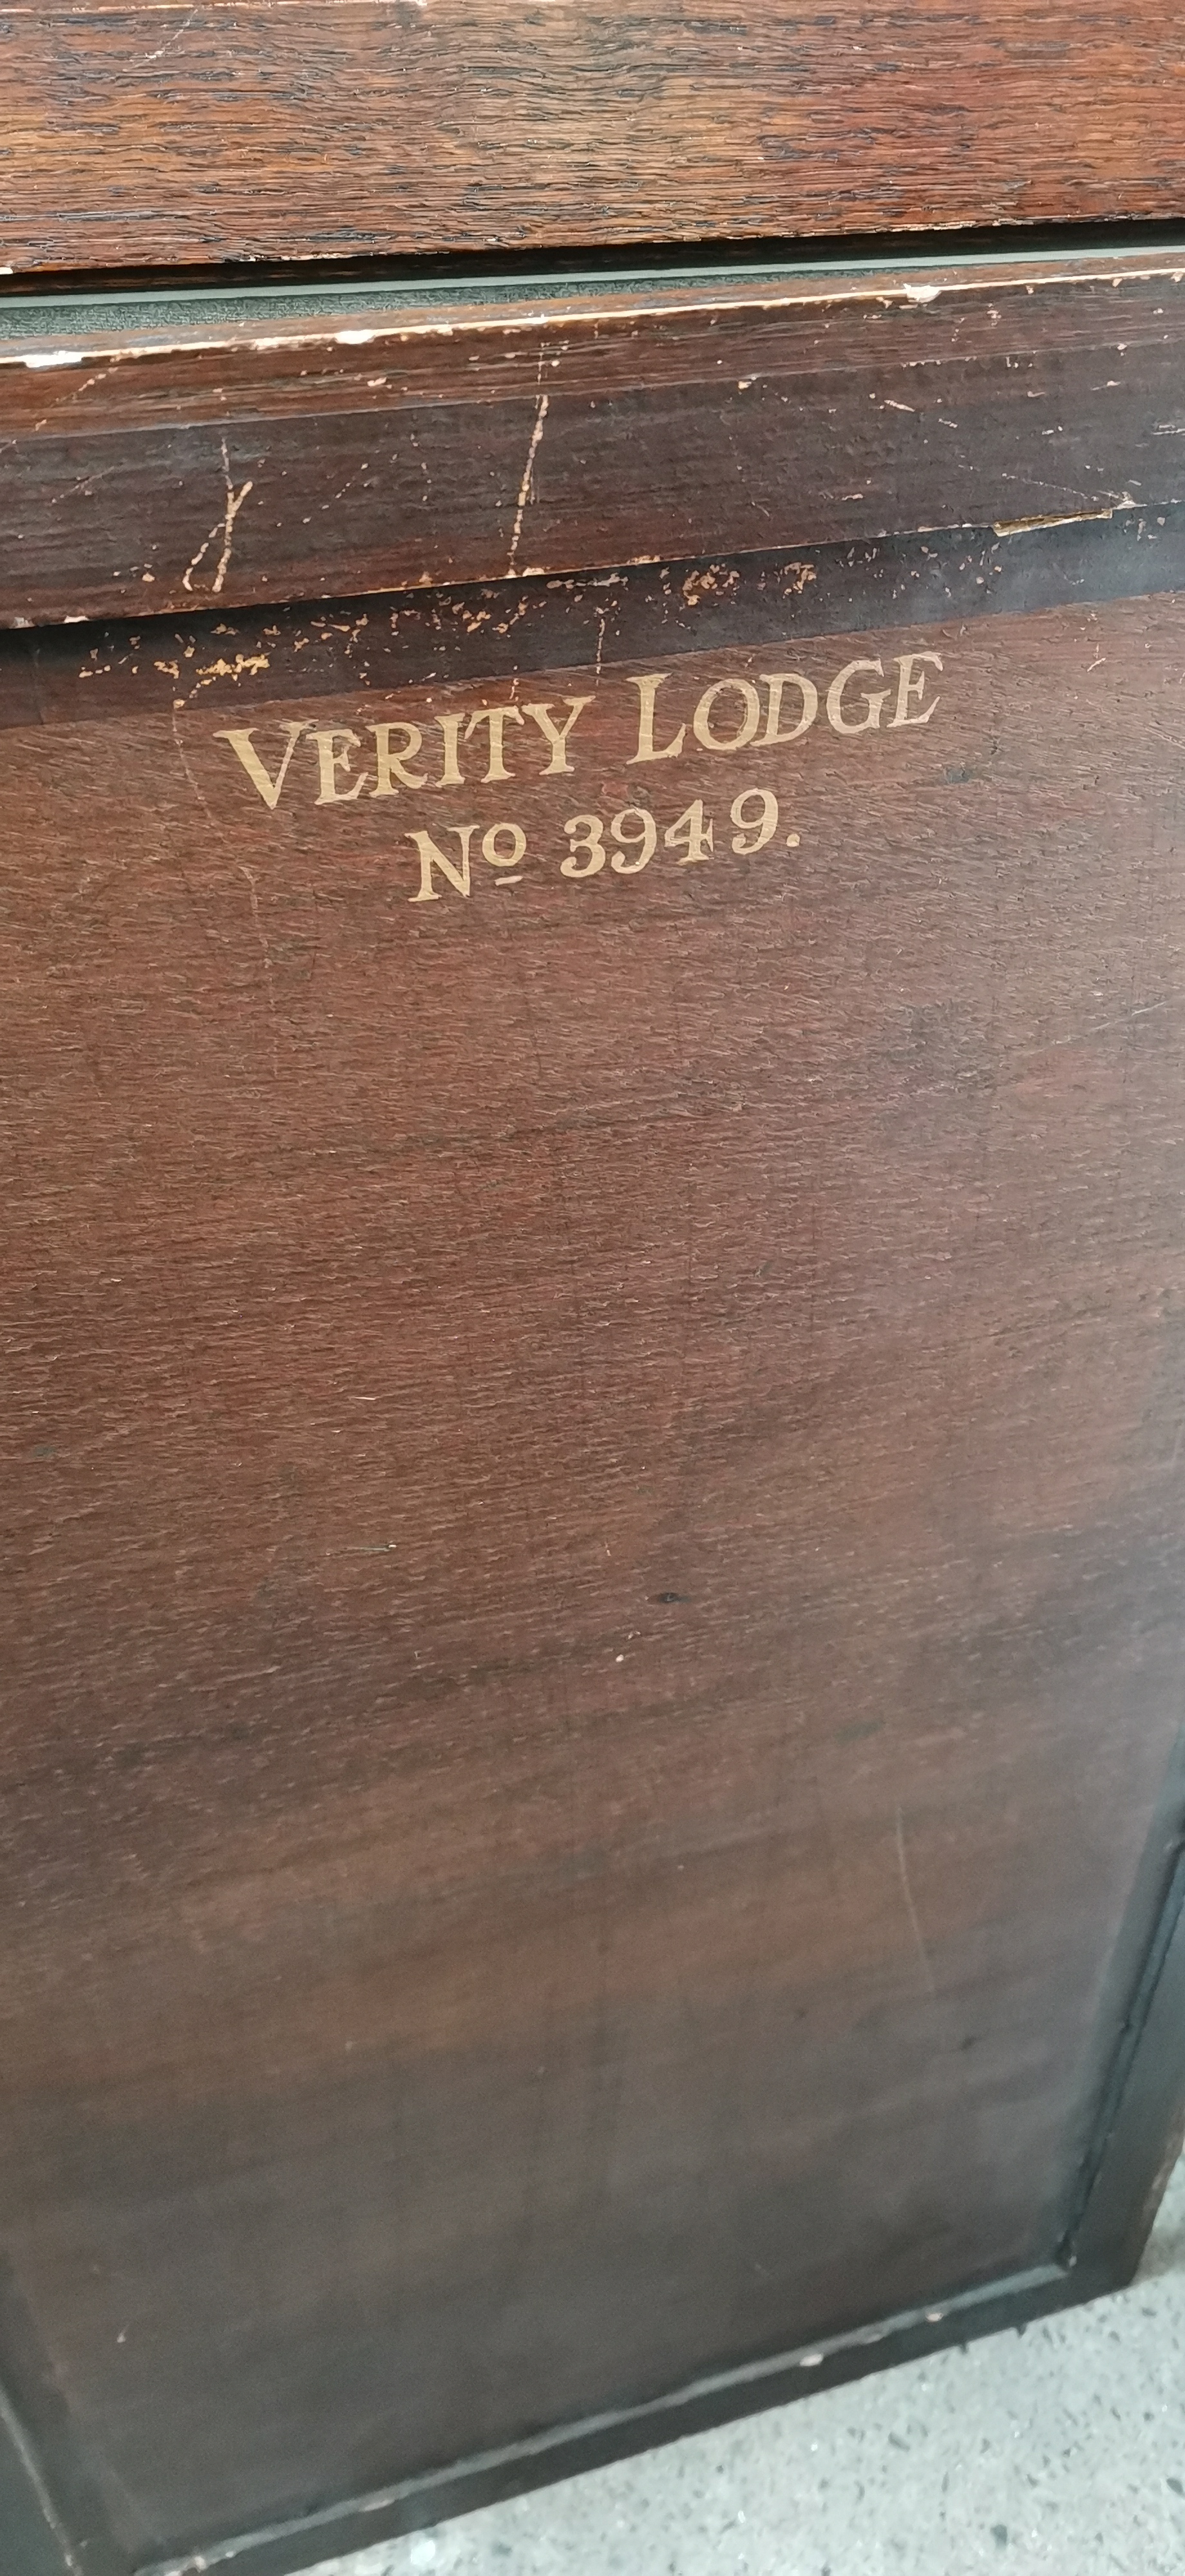 VERITY LODGE
Nº 3949.